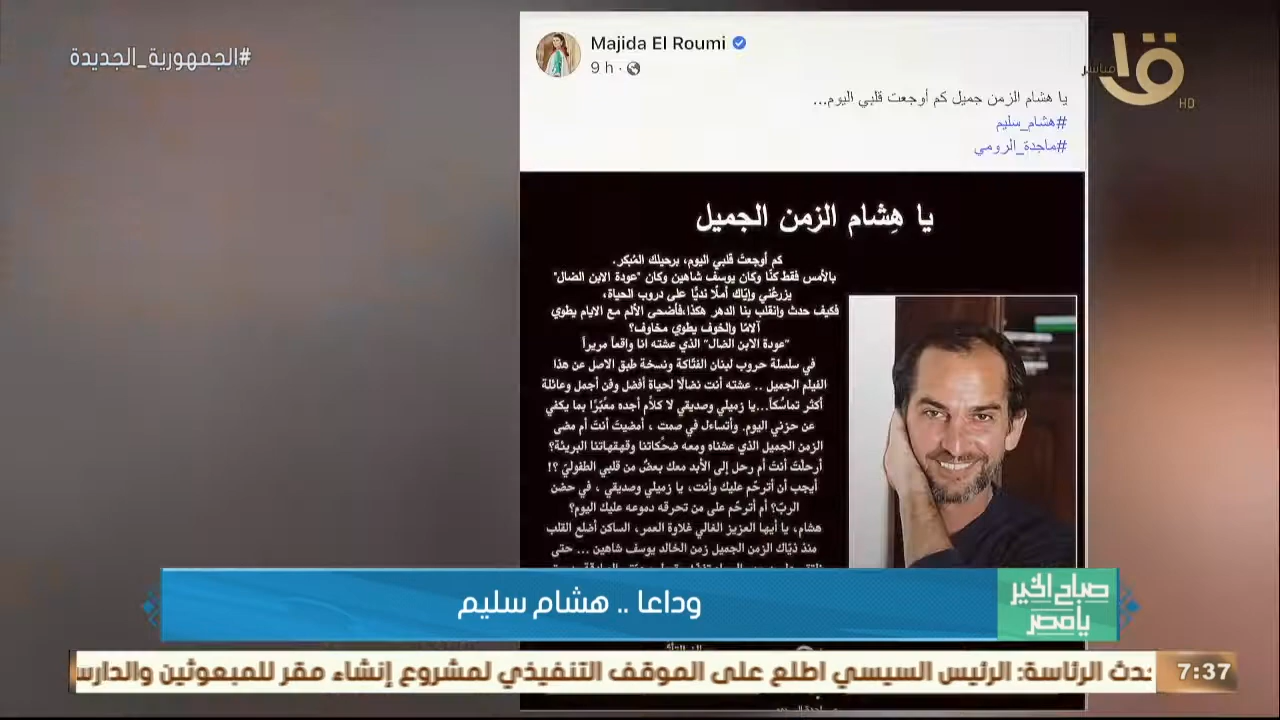 #الجمهورية_الجديدة
Majida El Roumi
9 h
مباشر
HD
يا هشام الزمن جميل كم أوجعت قلبي اليوم...
#هشام_سليم
#ماجدة_الرومي
يا هِشام الزمن الجميل
كم أوجعتَ قلبي اليوم، برحيلك المُبكر.
بالأمس فقط كنّا وكان يوسف شاهين وكان "عودة الابن الضال"
يزرعُني وإيّاك أملًا نديًّا على دروب الحياة،
فكيف حدث وانقلب بنا الدهر هكذا،فأضحى الألم مع الايام يطوي
آلامًا والخوف يطوي مخاوف؟
"عودة الابن الضال" الذي عشته انا واقعاً مريراً
في سلسلة حروب لبنان الفتّاكة ونسخة طبق الاصل عن هذا
الفيلم الجميل .. عشته أنت نضالًا لحياة أفضل وفن أجمل وعائلة
أكثر تماسُكاً...يا زميلي وصديقي لا كلام أجده معبّرًا بما يكفي
عن حزني اليوم. وأتساءل في صمت ، أمضيتَ أنتَ أم مضى
الزمن الجميل الذي عشناه ومعه ضحكاتنا وقهقهاتنا البريئة؟
أرحلتَ أنتَ أم رحل إلى الأبد معك بعضٌ من قلبي الطفوليّ ؟!
أيجب أن أترحّم عليك وأنت، يا زميلي وصديقي ، في حضن
الربّ؟ أم أترحّم على من تحرقه دموعه عليك اليوم؟
هشام، يا أيها العزيز الغالي غلاوة العمر، الساكن أضلع القلب
منذ ذيّاك الزمن الجميل زمن الخالد يوسف شاهين ... حتى
وداعا .. هشام سليم
صباح الخير
يا مصر
حدث الرئاسة: الرئيس السيسي اطلع على الموقف التنفيذي لمشروع إنشاء مقر للمبعوثين والدارس
7:37